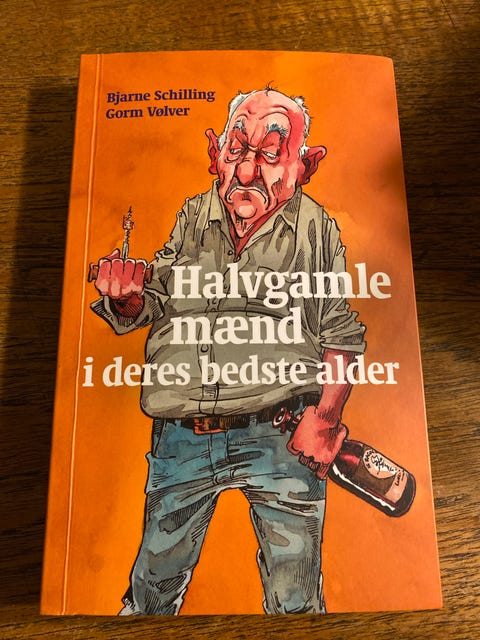 Bjarne Schilling
Gorm Vølver
Halvgamle
mænd
i deres bedste alder